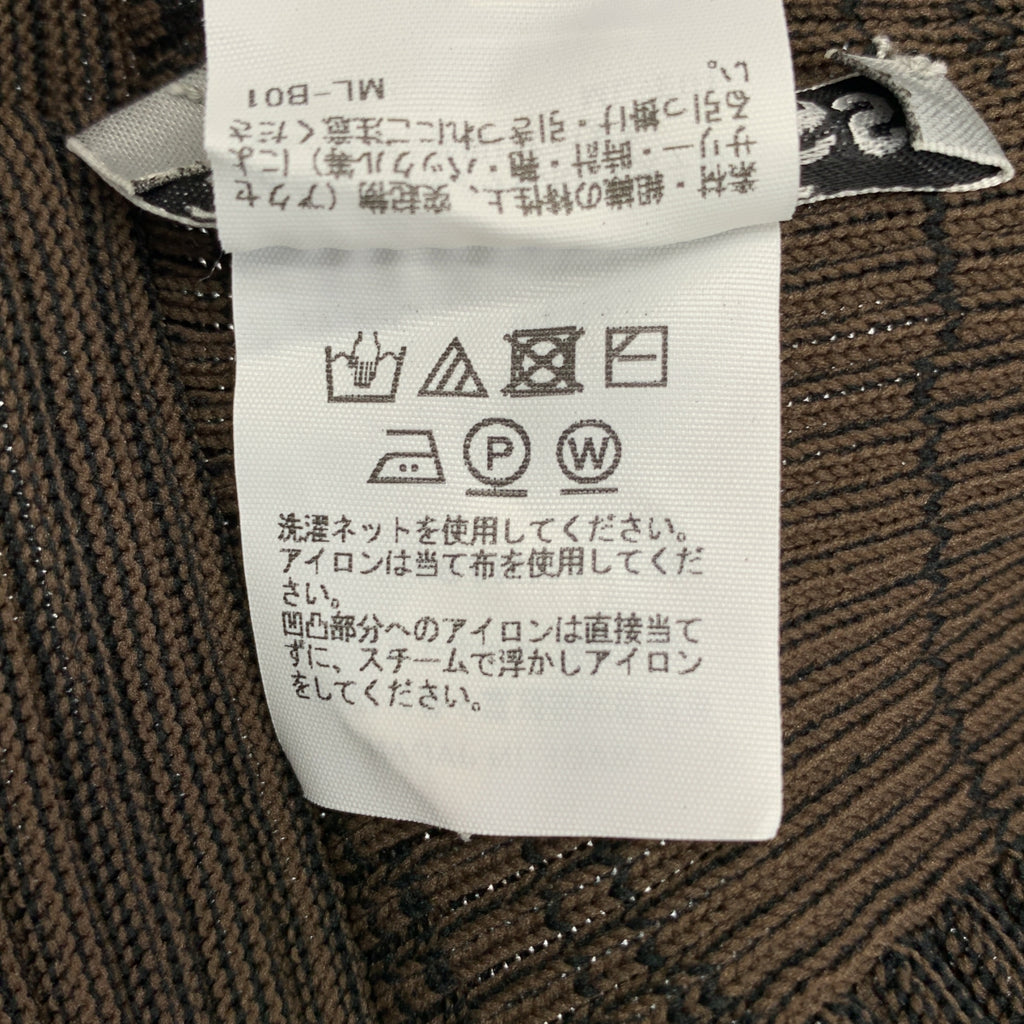 素材・組織の特性上、突起物（アクセ
サリー・時計・鞄・バックル等）によ
る引っ掛け・引きつれにご注意くださ
い。
ML-B01
P
W
洗濯ネットを使用してください。
アイロンは当て布を使用してくだ
さい。
凹凸部分へのアイロンは直接当て
ずに、スチームで浮かしアイロン
をしてください。